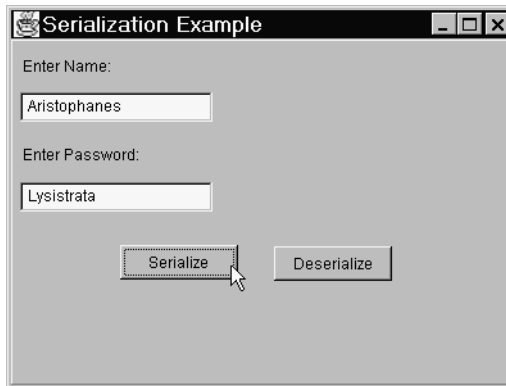 Serialization Example
Enter Name:
Aristophanes
Enter Password:
Lysistrata
Serialize Deserialize